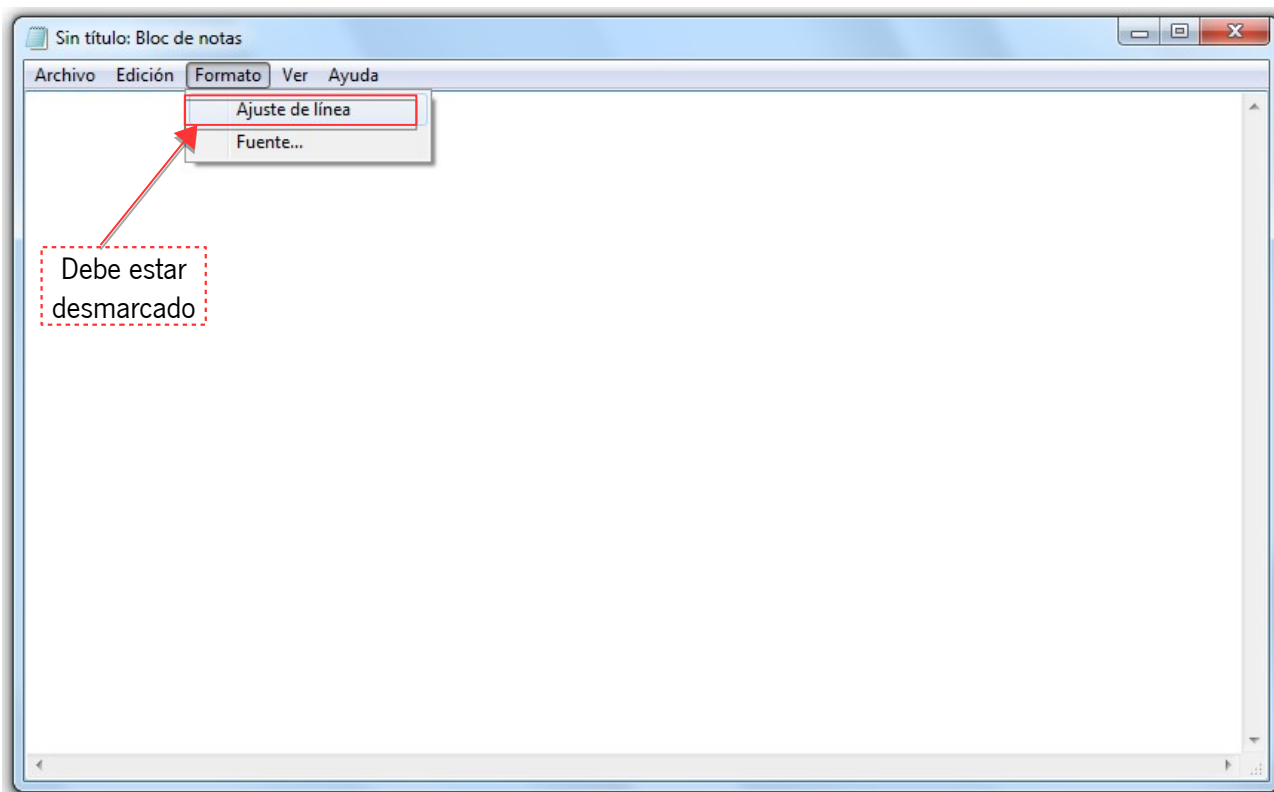 Sin título: Bloc de notas
Archivo Edición Formato Ver Ayuda
Ajuste de línea
Fuente...
Debe estar
desmarcado